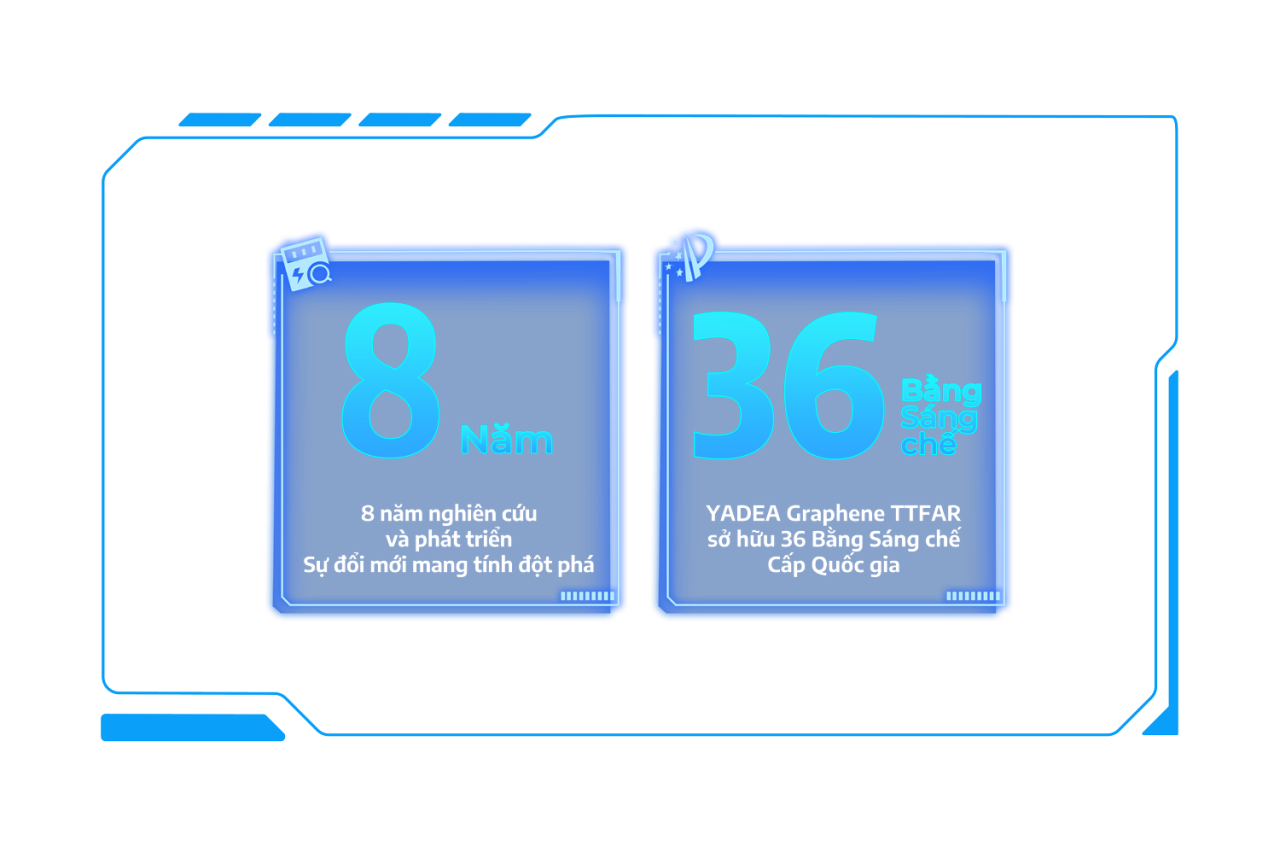 8 Năm
8 năm nghiên cứu
và phát triển
Sự đổi mới mang tính đột phá
36 Bằng
Sáng
chế
YADEA Graphene TTFAR
sở hữu 36 Bằng Sáng chế
Cấp Quốc gia